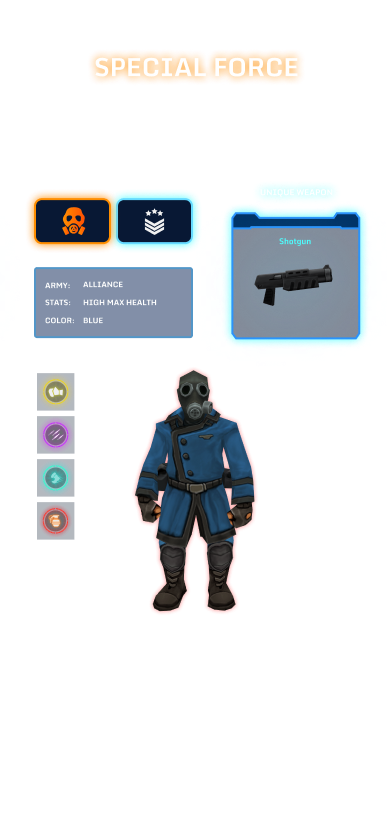 SPECIAL FORCE
Shotgun
ARMY: ALLIANCE
STATS: HIGH MAX HEALTH
COLOR: BLUE